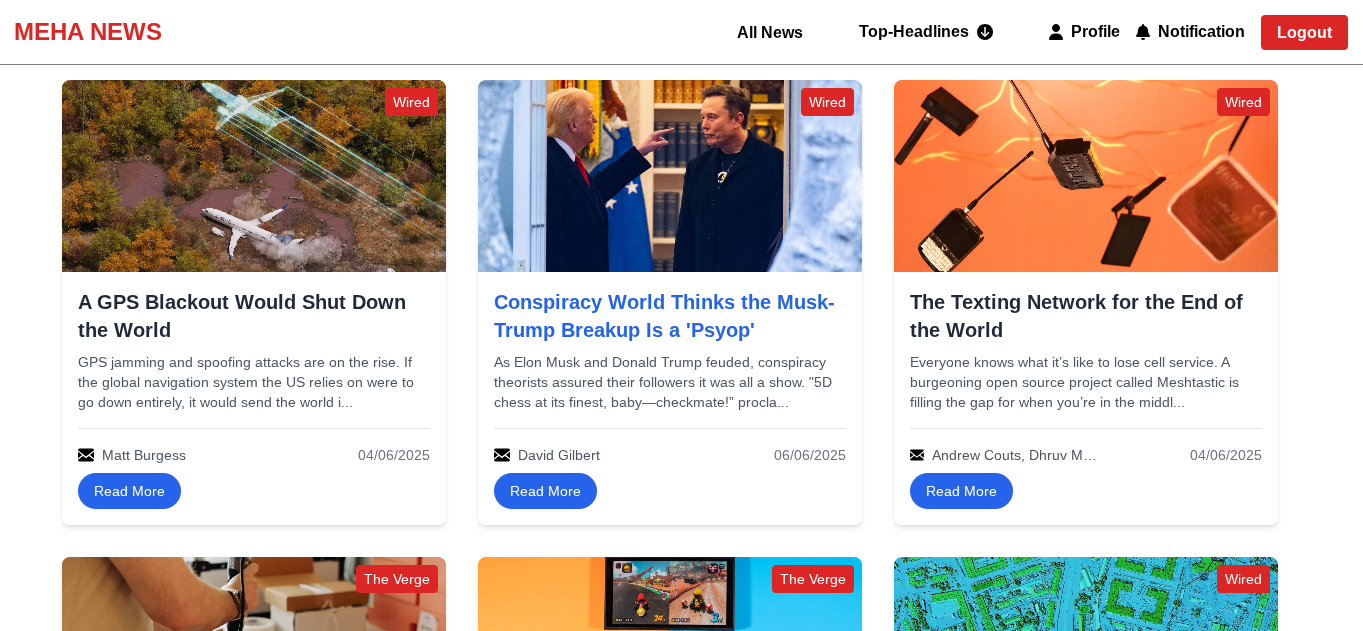 MEHA NEWS
All News
Top-Headlines
Profile
Notification
Logout
Wired
A GPS Blackout Would Shut Down
the World
GPS jamming and spoofing attacks are on the rise. If
the global navigation system the US relies on were to
go down entirely, it would send the world i...
Matt Burgess
04/06/2025
Read More
Wired
Conspiracy World Thinks the Musk-
Trump Breakup Is a 'Psyop'
As Elon Musk and Donald Trump feuded, conspiracy
theorists assured their followers it was all a show. "5D
chess at its finest, baby—checkmate!” procla...
David Gilbert
06/06/2025
Read More
Wired
The Texting Network for the End of
the World
Everyone knows what it’s like to lose cell service. A
burgeoning open source project called Meshtastic is
filling the gap for when you’re in the middl...
Andrew Couts, Dhruv M…
04/06/2025
Read More
The Verge
The Verge
Wired